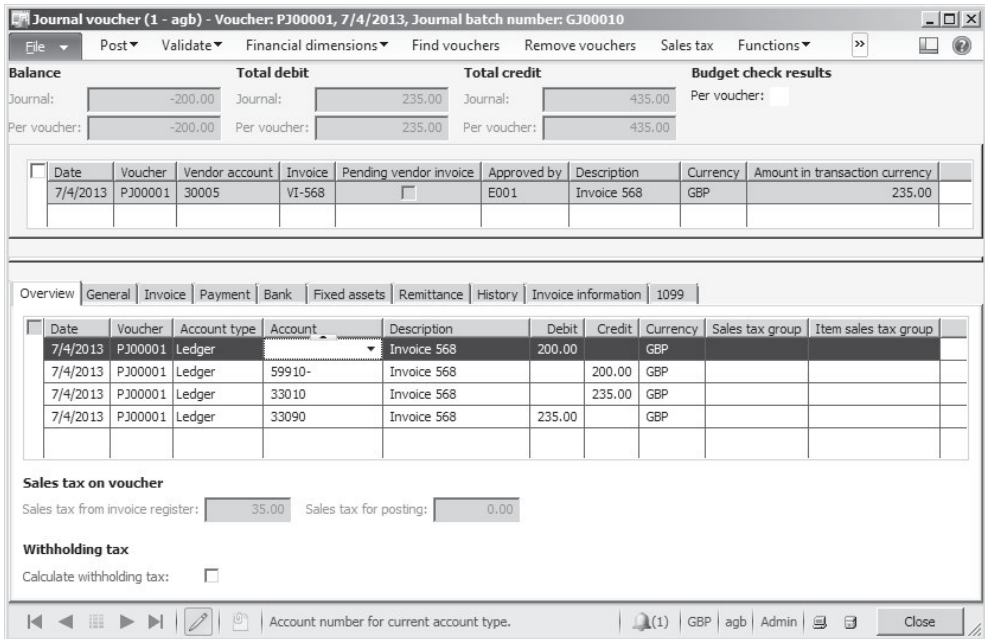 Journal voucher (1 - agb) - Voucher: PJ00001, 7/4/2013, Journal batch number: GJ00010
File Post Validate Financial dimensions Find vouchers Remove vouchers Sales tax Functions »
Balance Total debit Total credit Budget check results
Journal: -200.00 Journal: 235.00 Journal: 435.00 Per voucher:
Per voucher: -200.00 Per voucher: 235.00 Per voucher: 435.00
Date Voucher Vendor account Invoice Pending vendor invoice Approved by Description Currency Amount in transaction currency
7/4/2013 PJ00001 30005 VI-568 E001 Invoice 568 GBP 235.00
Overview General Invoice Payment Bank Fixed assets Remittance History Invoice information 1099
Date Voucher Account type Account Description Debit Credit Currency Sales tax group Item sales tax group
7/4/2013 PJ00001 Ledger Invoice 568 200.00 GBP
7/4/2013 PJ00001 Ledger 59910- Invoice 568 200.00 GBP
7/4/2013 PJ00001 Ledger 33010 Invoice 568 235.00 GBP
7/4/2013 PJ00001 Ledger 33090 Invoice 568 235.00 GBP
Sales tax on voucher
Sales tax from invoice register: 35.00 Sales tax for posting: 0.00
Withholding tax
Calculate withholding tax:
Account number for current account type. (1) GBP agb Admin Close